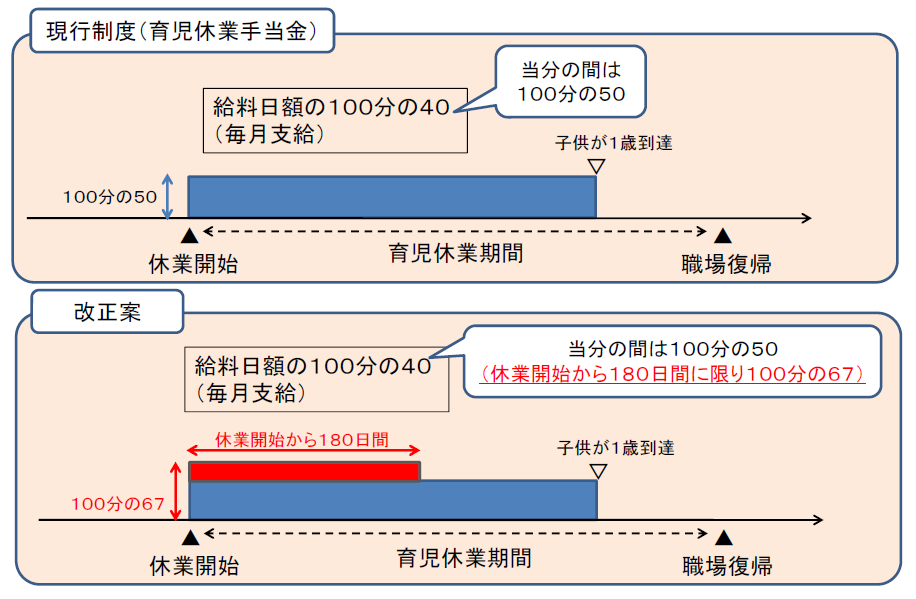 現行制度(育児休業手当金)
当分の間は
100分の50
給料日額の100分の40
(毎月支給)
子供が1歳到達
▽
100分の50
▲
▲
育児休業期間
休業開始
職場復帰
改正案
当分の間は100分の50
(休業開始から180日間に限り100分の67)
給料日額の100分の40
(毎月支給)
休業開始から180日間
子供が1歳到達
▽
100分の67
▲
▲
育児休業期間
休業開始
職場復帰